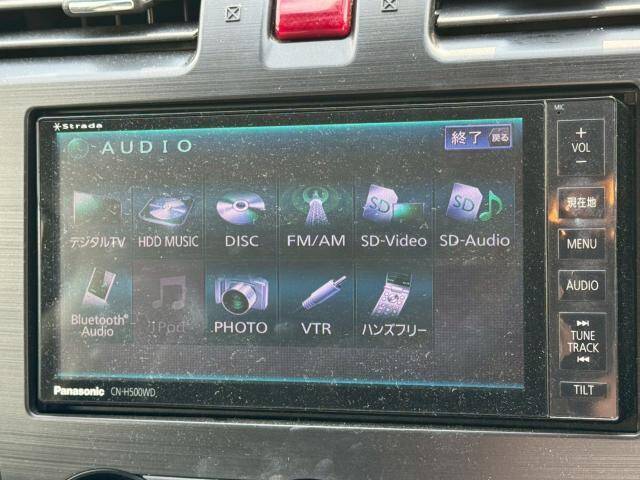 Strada
AUDIO
終了 戻る
デジタルTV
HDD MUSIC
DISC
FM/AM
SD-Video
SD-Audio
Bluetooth® Audio
iPod
PHOTO
VTR
ハンズフリー
Panasonic CN-H500WD
MIC
+
VOL
−
現在地
MENU
AUDIO
TUNE
TRACK
TILT